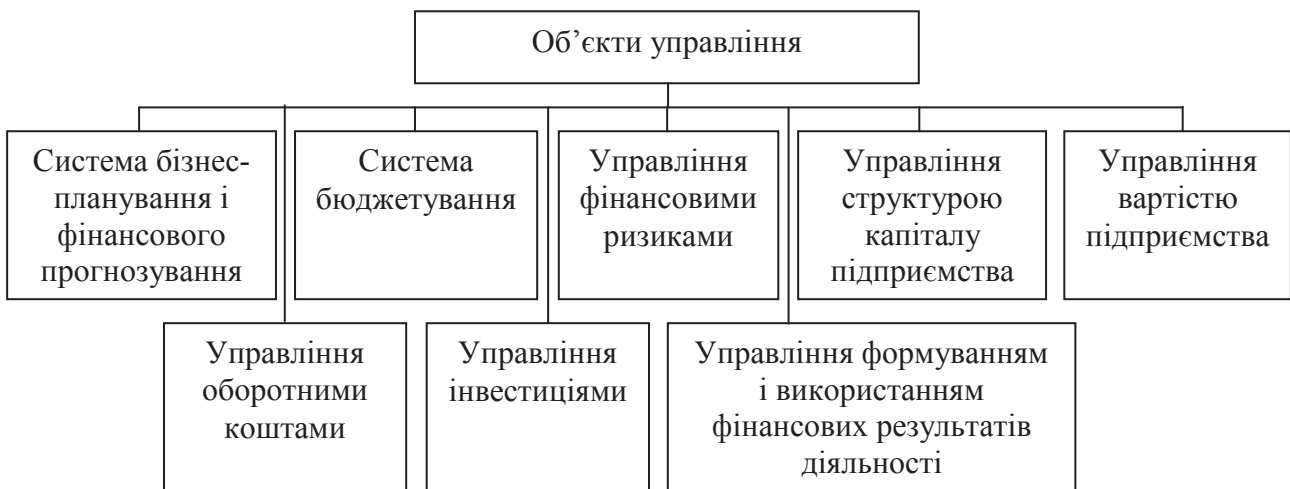 Об’єкти управління
Система бізнес-
планування і
фінансового
прогнозування
Система
бюджетування
Управління
фінансовими
ризиками
Управління
структурою
капіталу
підприємства
Управління
вартістю
підприємства
Управління
оборотними
коштами
Управління
інвестиціями
Управління формуванням
і використанням
фінансових результатів
діяльності